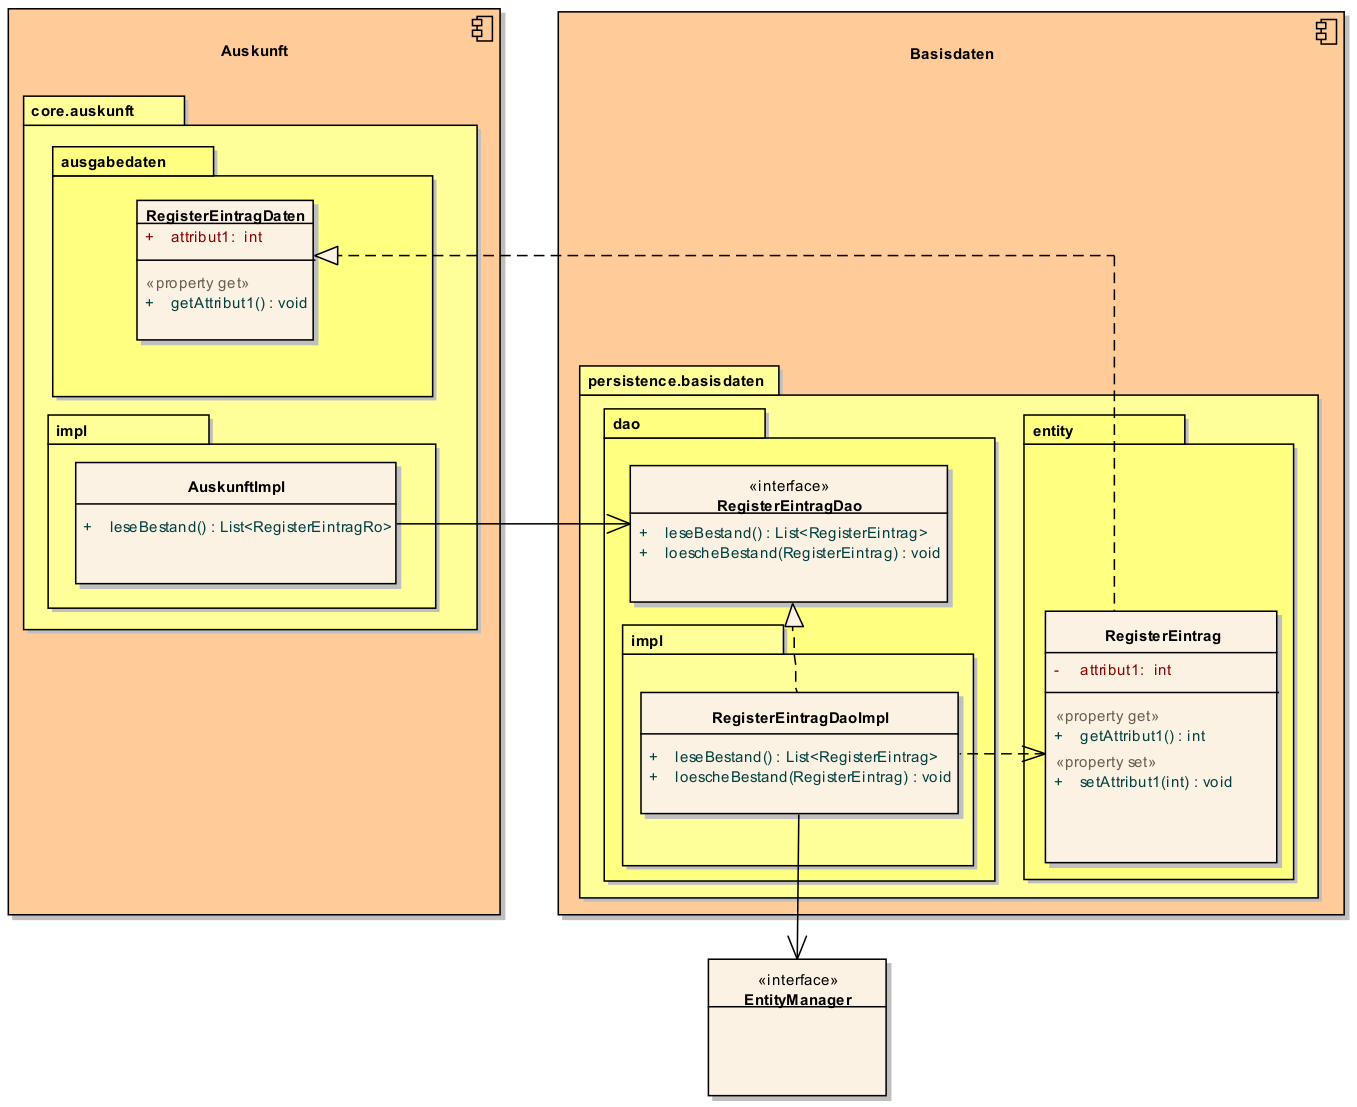 Auskunft
core.auskunft
ausgabedaten
RegisterEintragDaten
+ attribut1: int
«property get»
+ getAttribut1() : void
impl
AuskunftImpl
+ leseBestand() : List<RegisterEintragRo>
Basisdaten
persistence.basisdaten
dao
«interface»
RegisterEintragDao
+ leseBestand() : List<RegisterEintrag>
+ loescheBestand(RegisterEintrag) : void
impl
RegisterEintragDaoImpl
+ leseBestand() : List<RegisterEintrag>
+ loescheBestand(RegisterEintrag) : void
entity
RegisterEintrag
- attribut1: int
«property get»
+ getAttribut1() : int
«property set»
+ setAttribut1(int) : void
«interface»
EntityManager